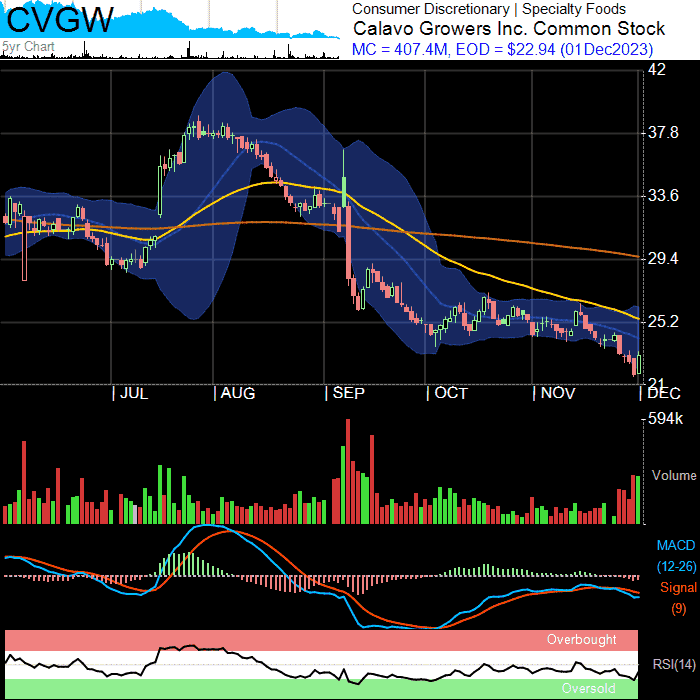 CVGW
Consumer Discretionary | Specialty Foods
Calavo Growers Inc. Common Stock
MC = 407.4M, EOD = $22.94 (01Dec2023)
5yr Chart
42
37.8
33.6
29.4
25.2
21
JUL
AUG
SEP
OCT
NOV
DEC
594k
Volume
MACD
(12-26)
Signal
(9)
Overbought
RSI(14)
Oversold